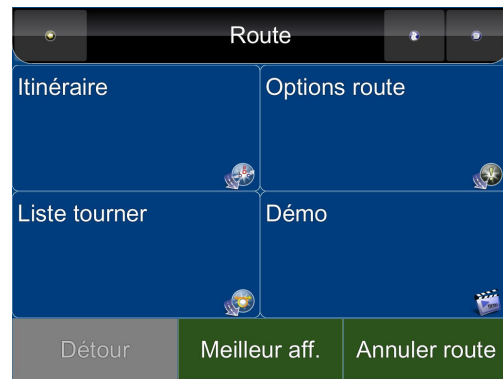 Route
Itinéraire
Options route
Liste tourner
Démo
Détour
Meilleur aff.
Annuler route